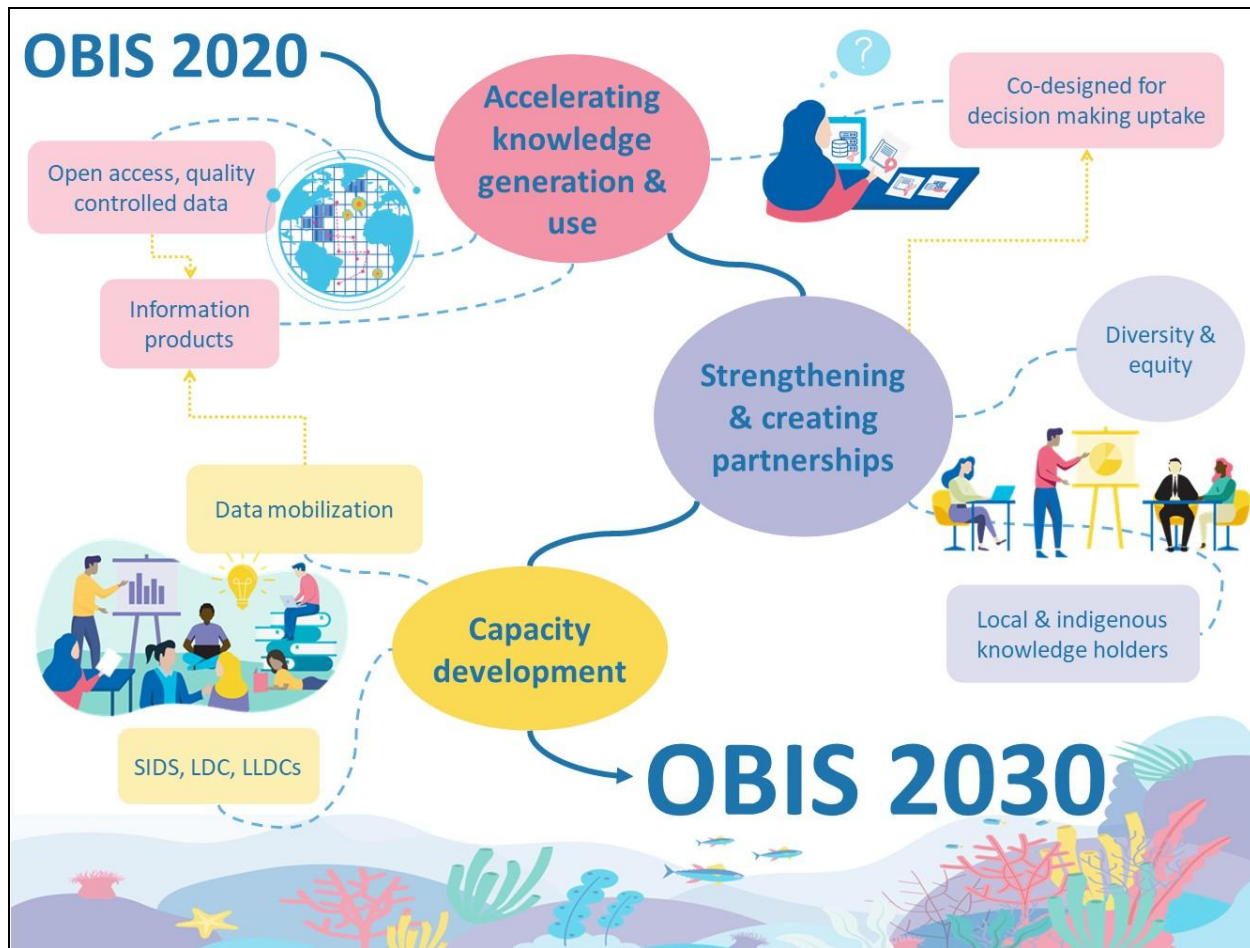 OBIS 2020
Accelerating
knowledge
generation &
use
Co-designed for
decision making uptake
Open access, quality
controlled data
Information
products
Strengthening
& creating
partnerships
Diversity &
equity
Data mobilization
Local & indigenous
knowledge holders
Capacity
development
SIDS, LDC, LLDCs
OBIS 2030
?